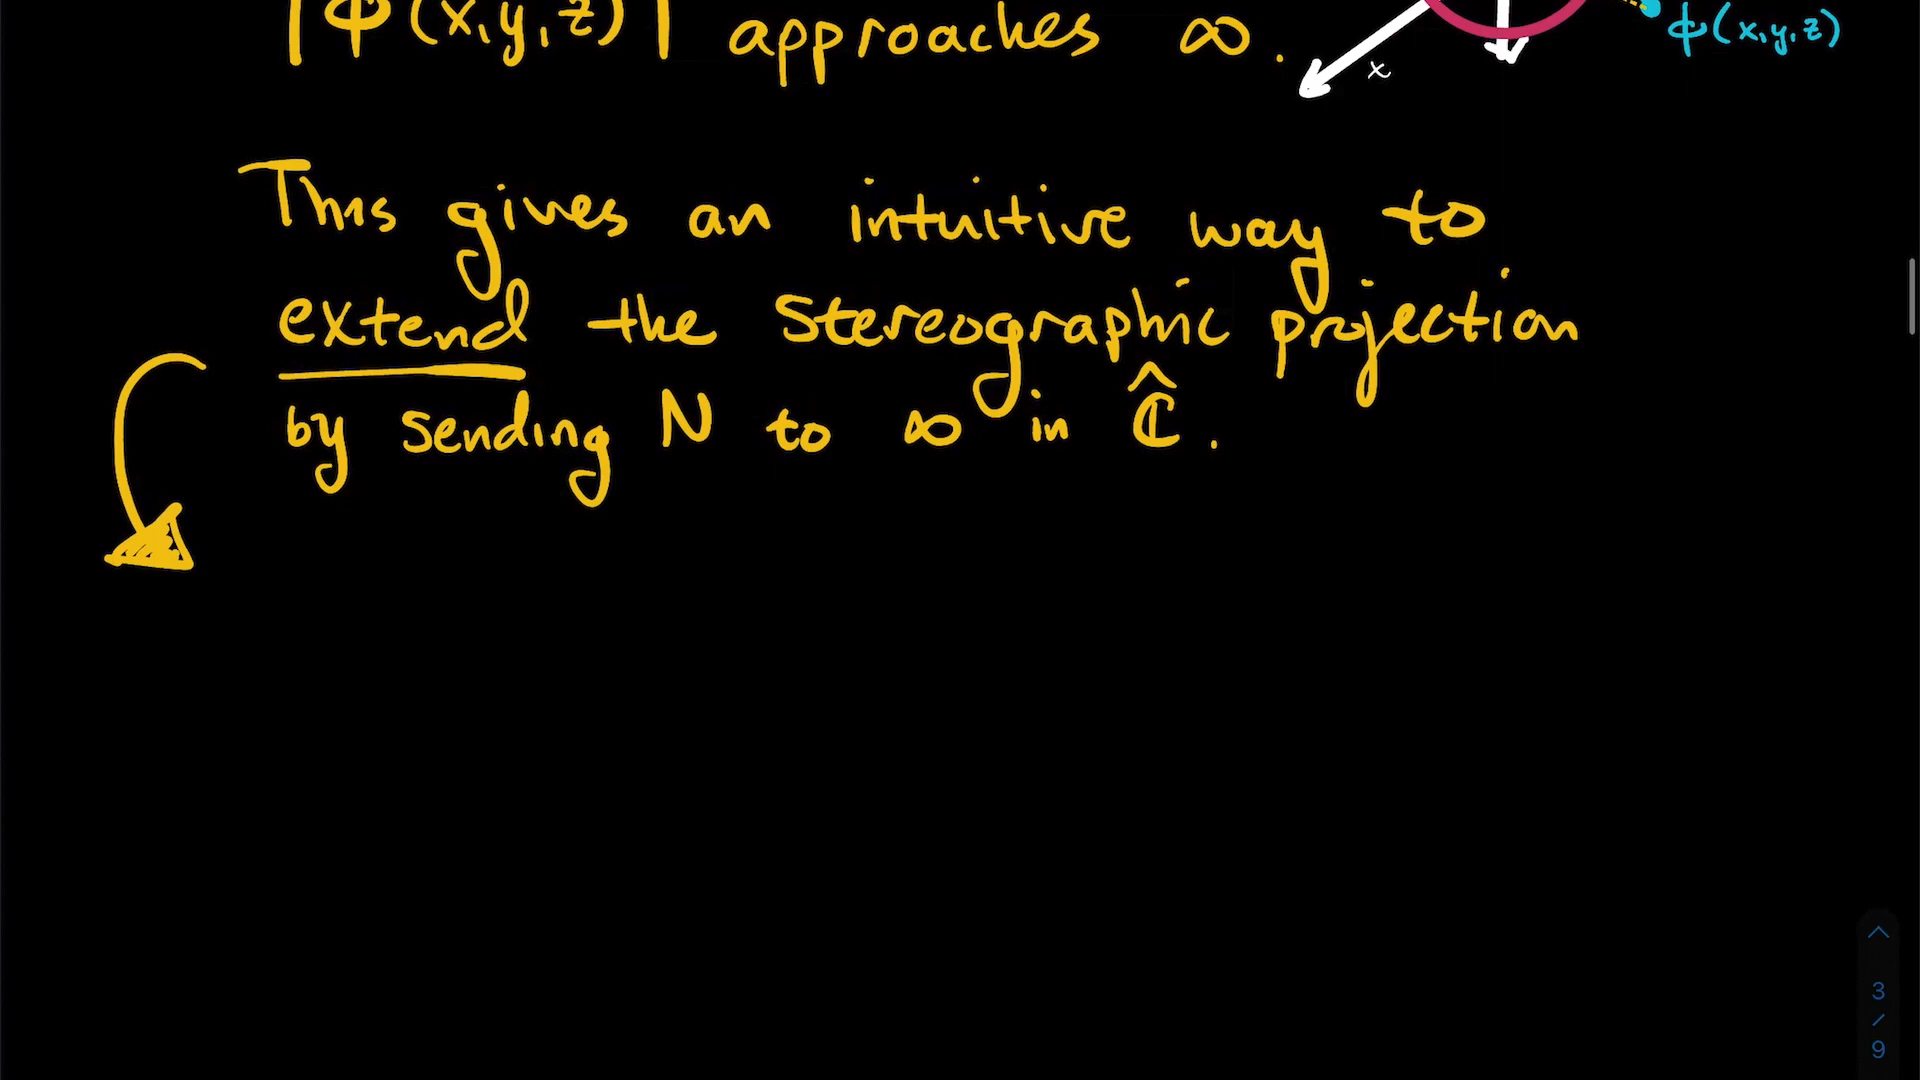 |Φ(x,y,z)| approaches ∞.
x
ϕ(x,y,z)
This gives an intuitive way to
extend the stereographic projection
by sending N to ∞ in Ĉ.
3
/
9